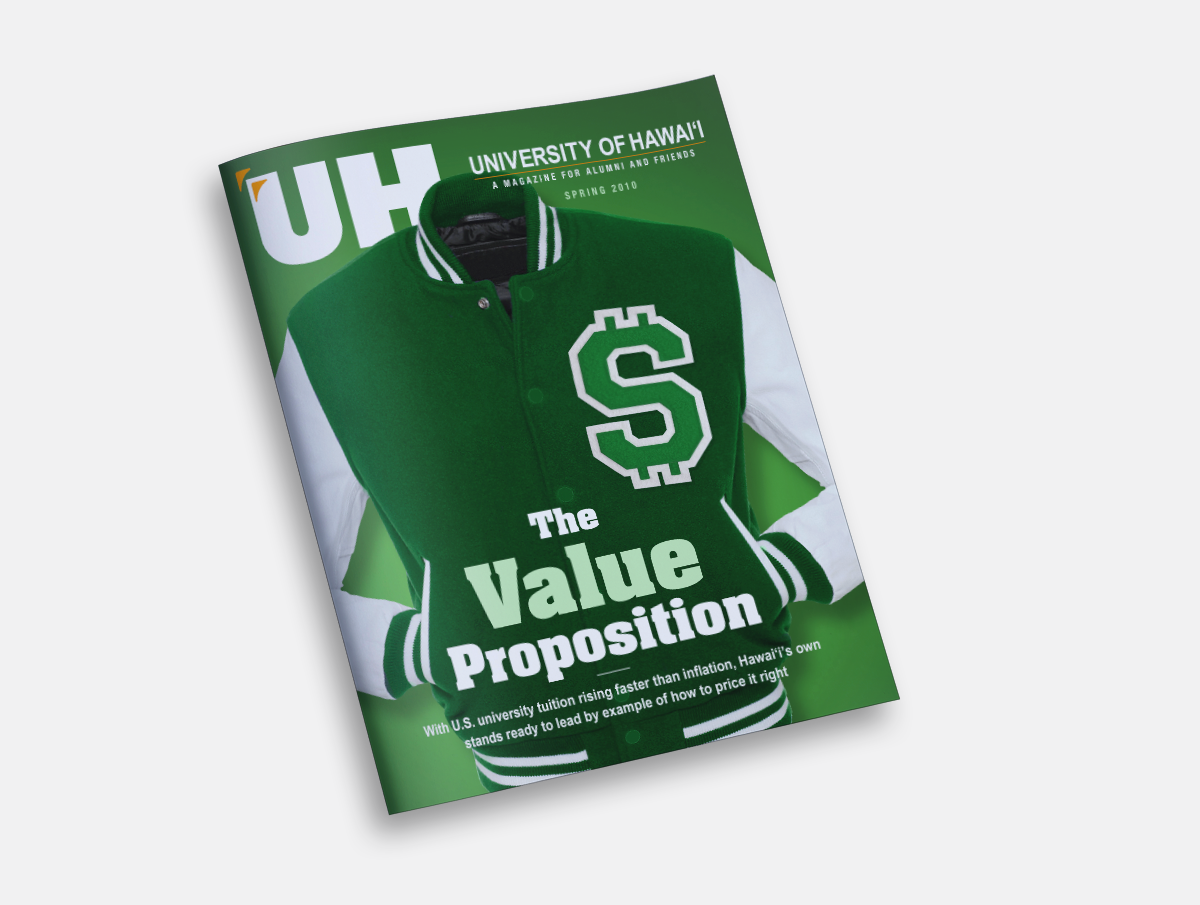 UH
UNIVERSITY OF HAWAIʻI
A MAGAZINE FOR ALUMNI AND FRIENDS
SPRING 2010
$
The
Value
Proposition
With U.S. university tuition rising faster than inflation, Hawaiʻi’s own
stands ready to lead by example of how to price it right